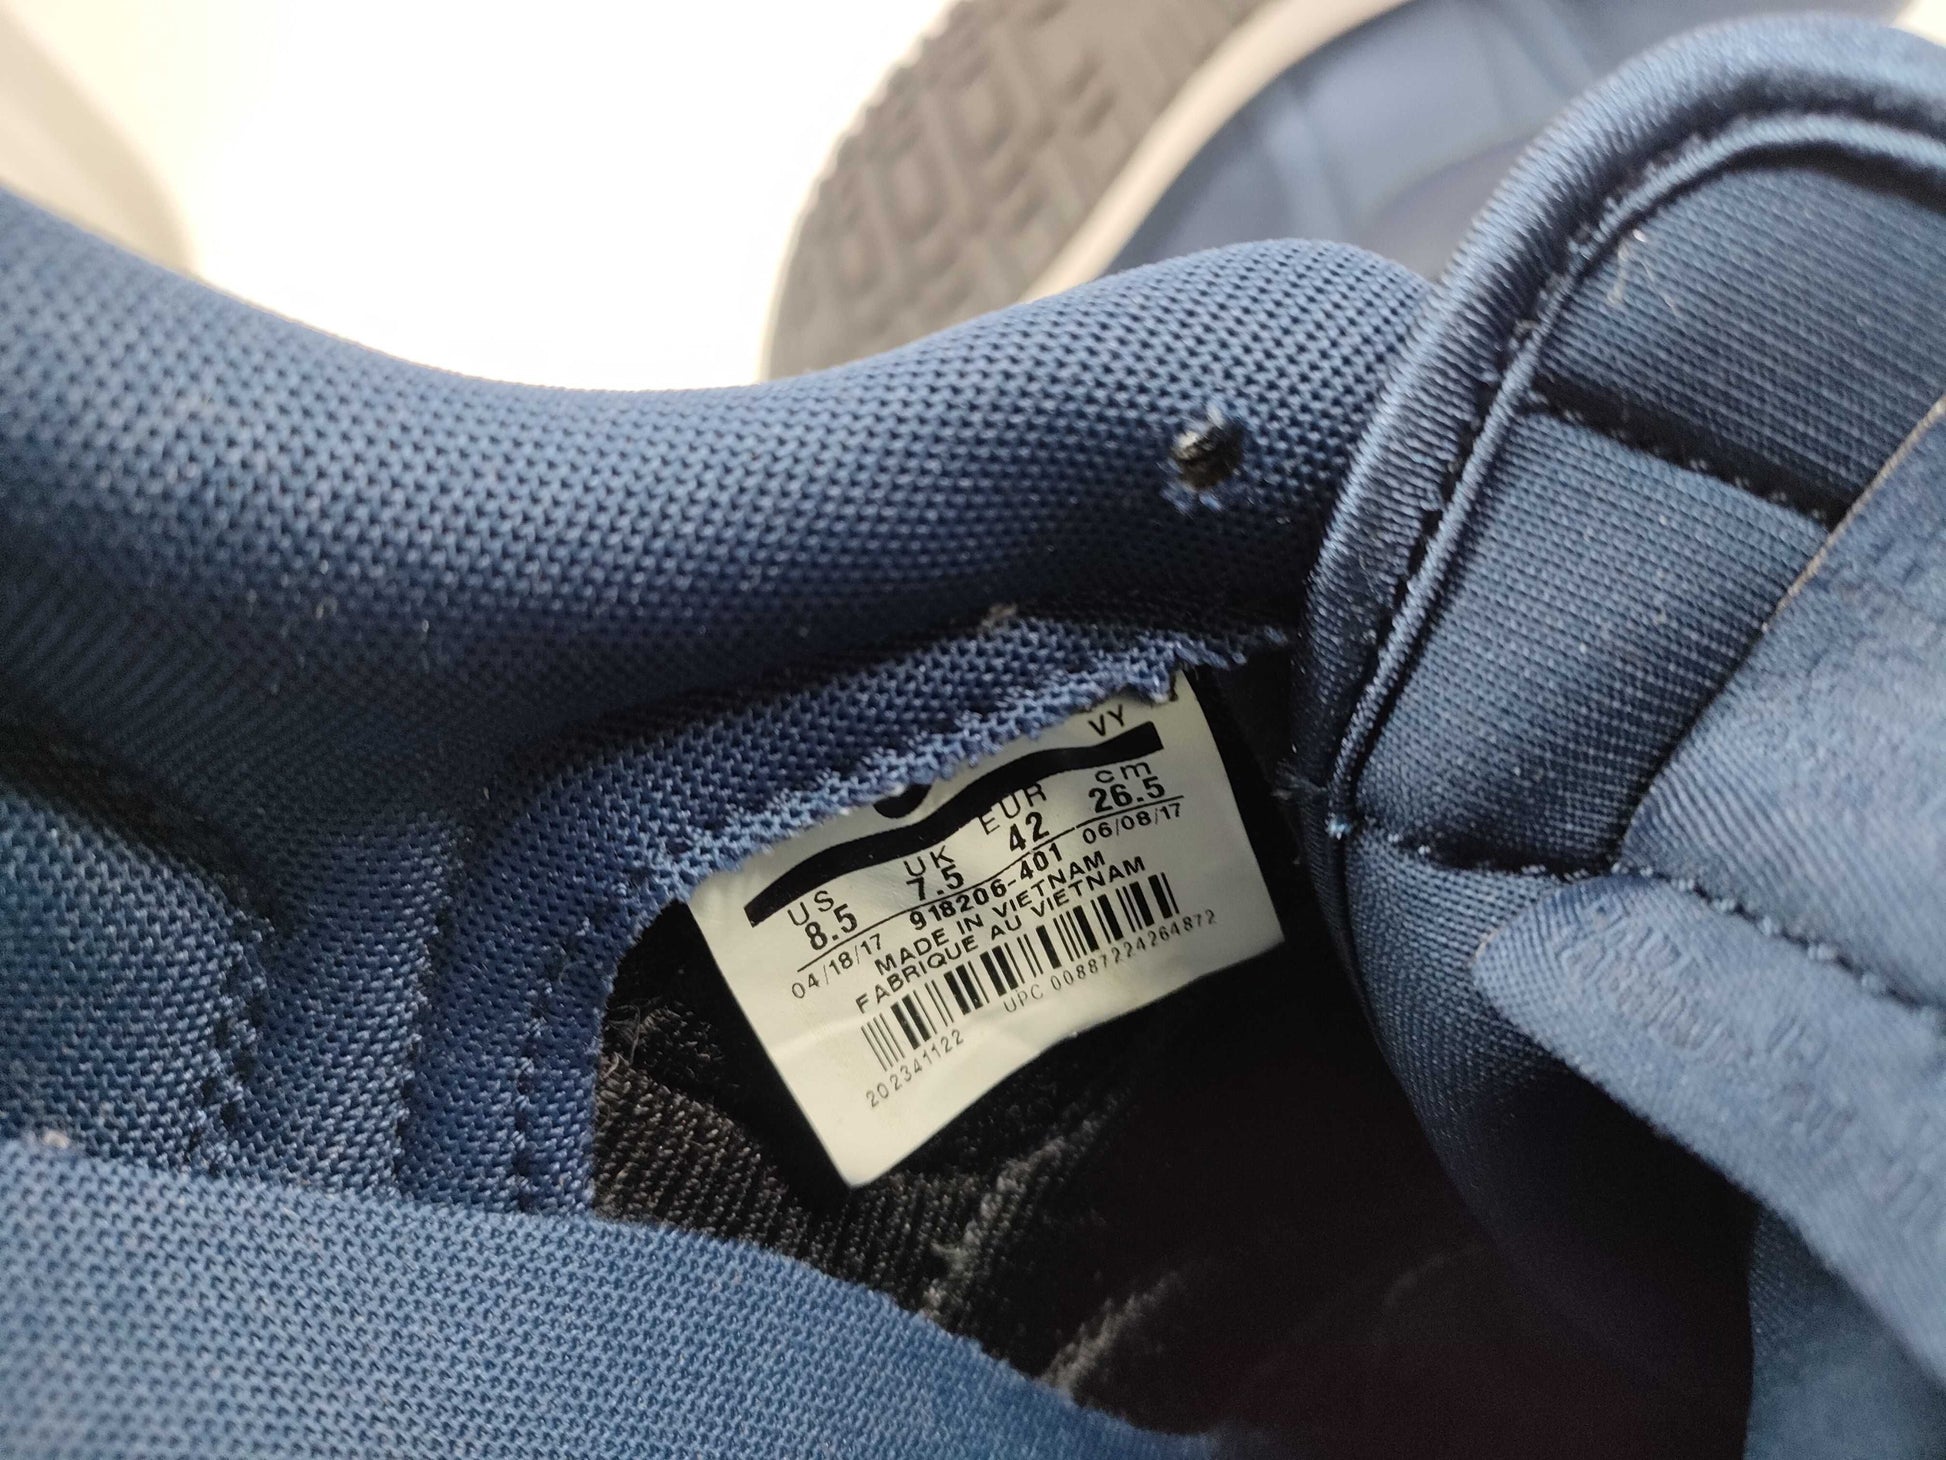 VY
US UK EUR cm
8.5 7.5 42 26.5
04/18/17 918206-401 06/08/17
MADE IN VIETNAM
FABRIQUE AU VIETNAM
202341122 UPC 00887224264872